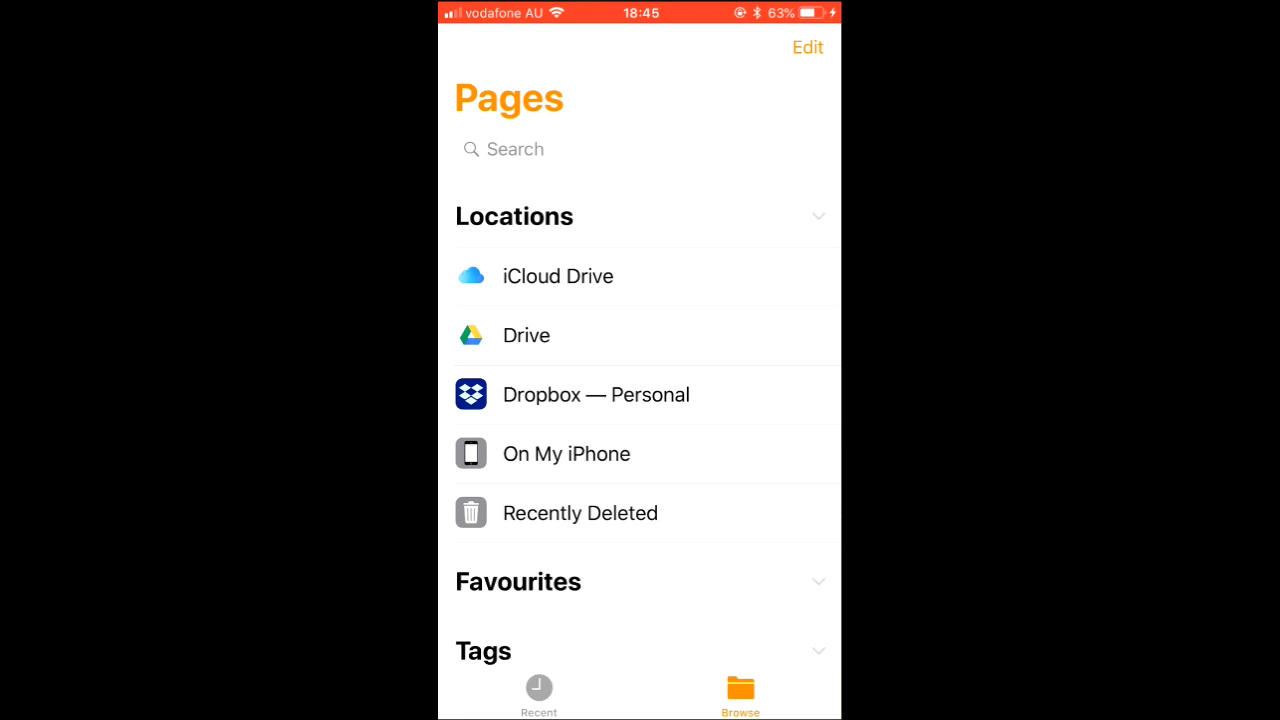 vodafone AU 18:45 63%
Edit
Pages
Search
Locations
iCloud Drive
Drive
Dropbox — Personal
On My iPhone
Recently Deleted
Favourites
Tags
Recent Browse